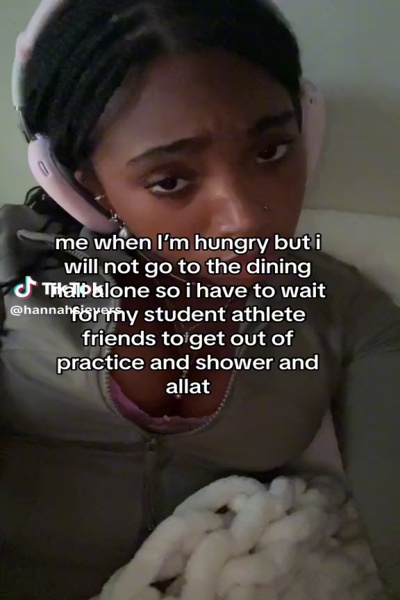 me when I'm hungry but i
will not go to the dining
hall alone so i have to wait
TikTok
for my student athlete
@hannahsievers
friends to get out of
practice and shower and
allat